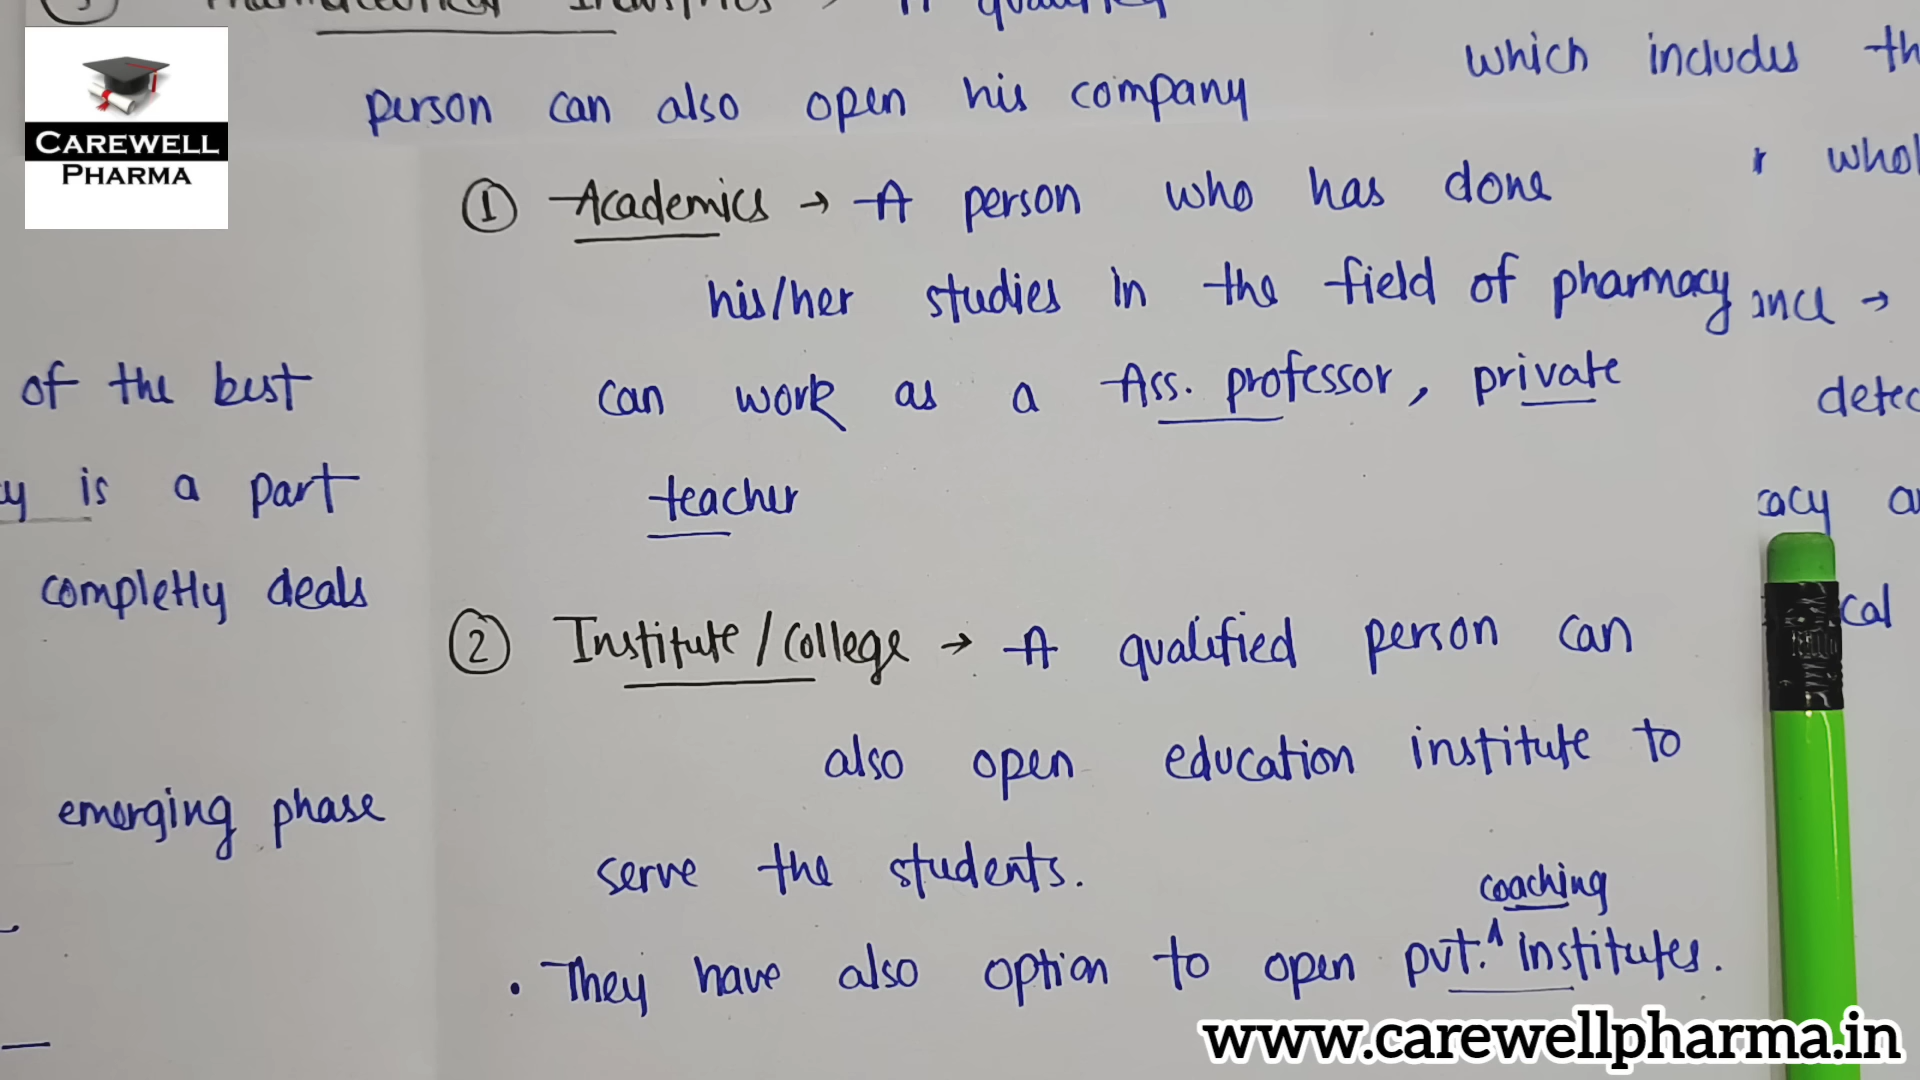 person can also open his company
which includes
CAREWELL
PHARMA
① Academics → A person who has done
his/her studies in the field of pharmacy
can work as a Ass. professor, private
teacher
② Institute/College → A qualified person can
also open education institute to
serve the students.
coaching
• They have also option to open pvt. institutes.
of the best
is a part
completly deals
emerging phase
www.carewellpharma.in